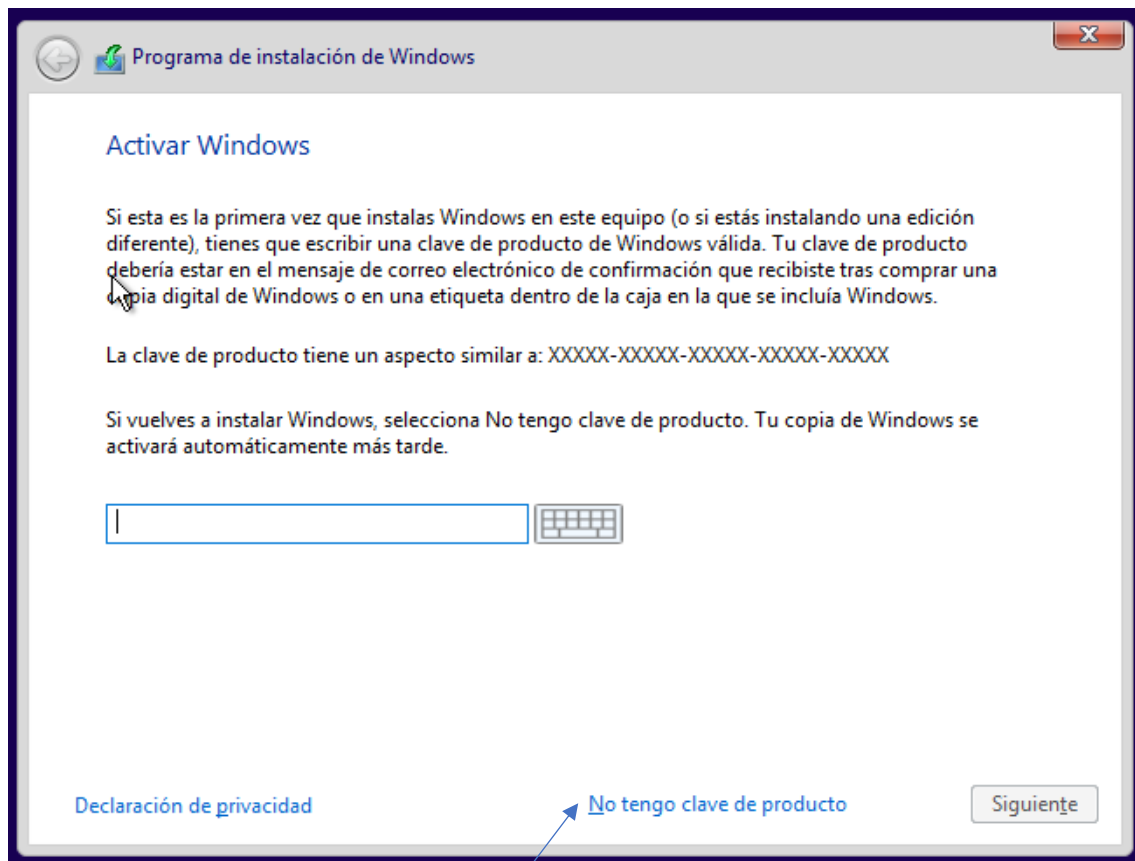 Programa de instalación de Windows
Activar Windows
Si esta es la primera vez que instalas Windows en este equipo (o si estás instalando una edición
diferente), tienes que escribir una clave de producto de Windows válida. Tu clave de producto
debería estar en el mensaje de correo electrónico de confirmación que recibiste tras comprar una
copia digital de Windows o en una etiqueta dentro de la caja en la que se incluía Windows.
La clave de producto tiene un aspecto similar a: XXXXX-XXXXX-XXXXX-XXXXX-XXXXX
Si vuelves a instalar Windows, selecciona No tengo clave de producto. Tu copia de Windows se
activará automáticamente más tarde.
Declaración de privacidad
No tengo clave de producto
Siguiente